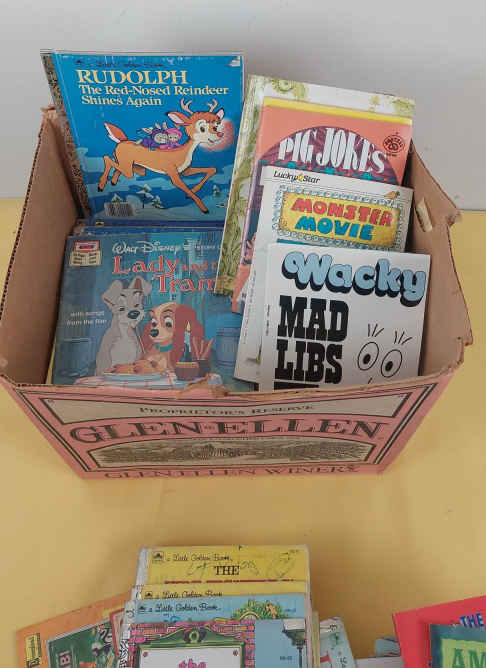 a Little Golden Book
RUDOLPH
The Red-Nosed Reindeer
Shines Again
PIG JOKES
Lucky Star
MONSTER
MOVIE
WALT DISNEY
Lady and
Tramp
with songs
from the film
Wacky
MAD
LIBS
PROPRIETOR'S RESERVE
GLEN ELLEN
GLEN ELLEN WINERY
a Little Golden Book
THE
a Little Golden Book
a Little Golden Book
the
BI
THE
AM